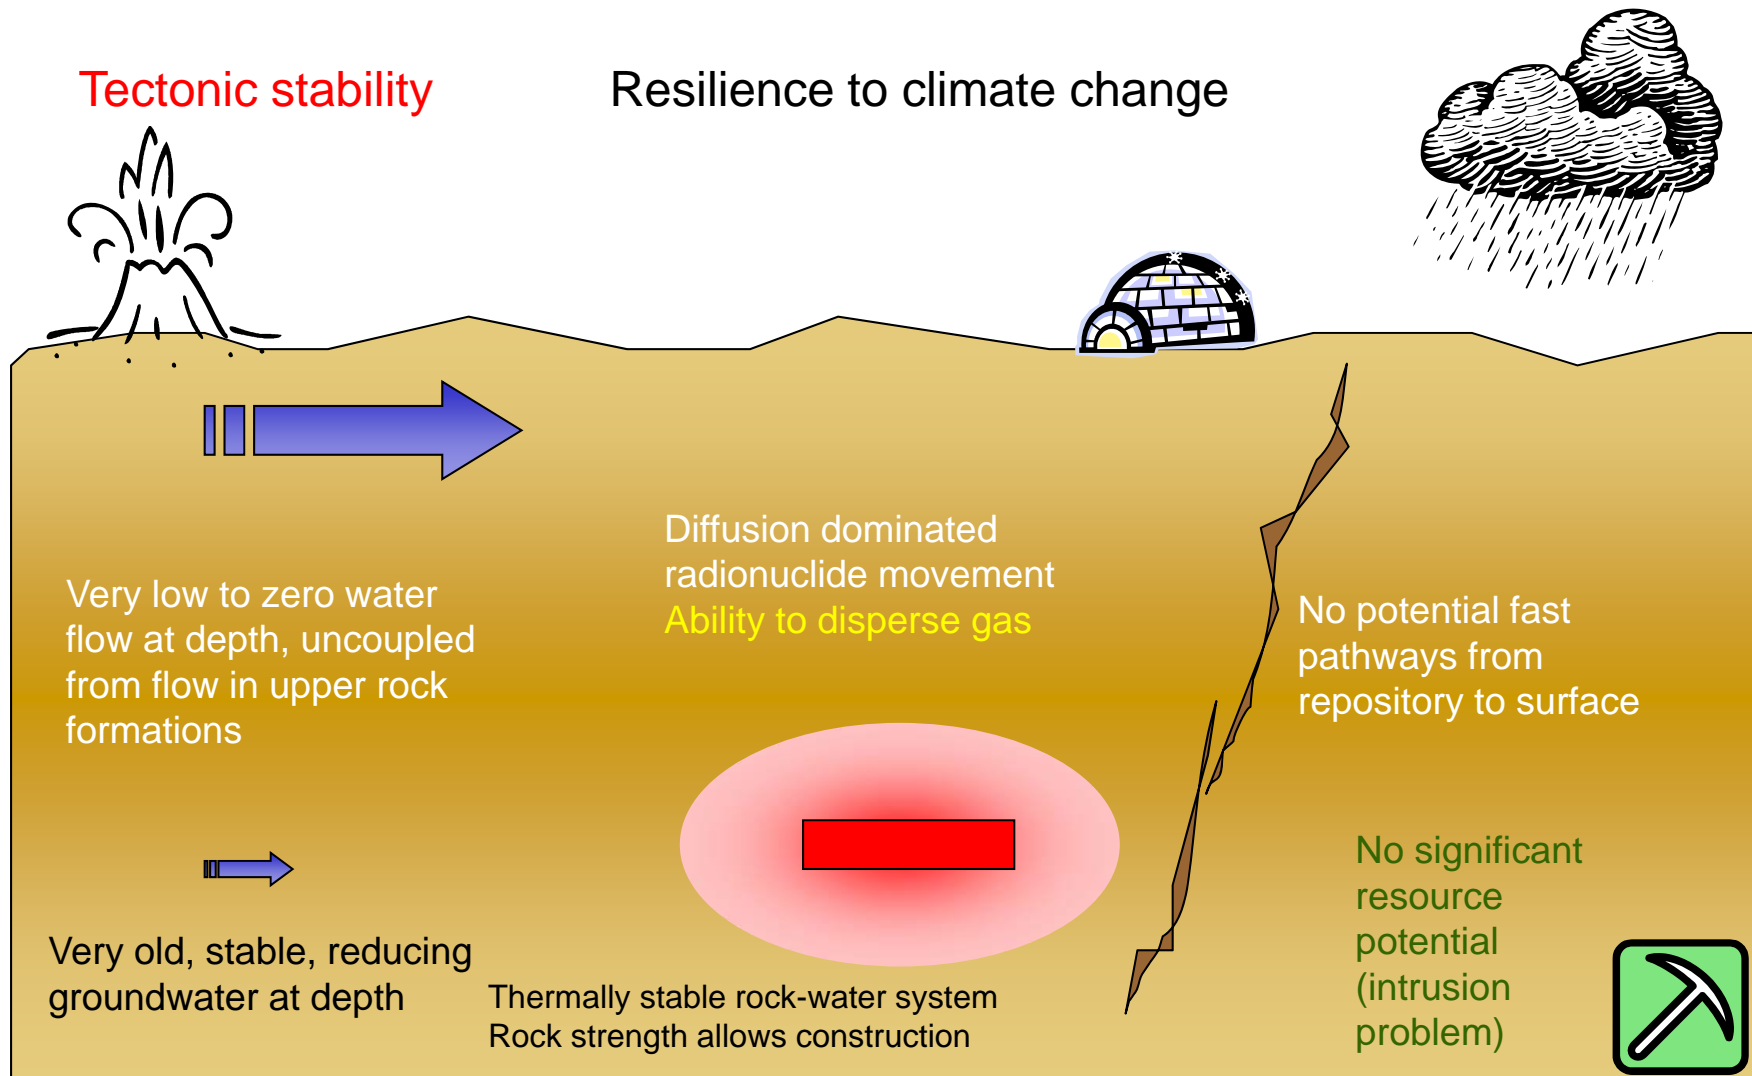 Tectonic stability
Resilience to climate change
Diffusion dominated
radionuclide movement
Ability to disperse gas
Very low to zero water
flow at depth, uncoupled
from flow in upper rock
formations
No potential fast
pathways from
repository to surface
No significant
resource
potential
(intrusion
problem)
Very old, stable, reducing
groundwater at depth
Thermally stable rock-water system
Rock strength allows construction